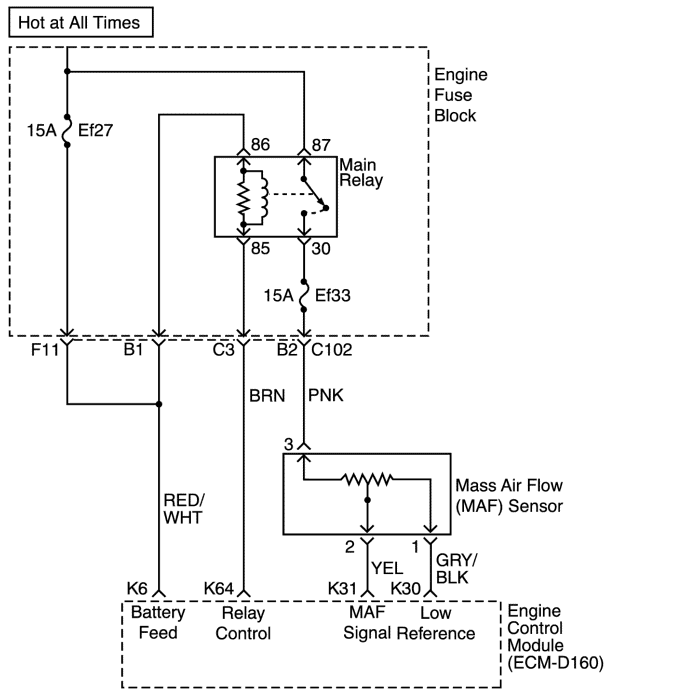 Hot at All Times
Engine
Fuse
Block
15A Ef27
86 87
Main
Relay
85 30
15A Ef33
F11 B1 C3 B2 C102
BRN PNK
3
Mass Air Flow
(MAF) Sensor
RED/
WHT
2 1
YEL
GRY/
BLK
K6 K64 K31 K30
Battery
Feed
Relay
Control
MAF
Signal
Low
Reference
Engine
Control
Module
(ECM-D160)